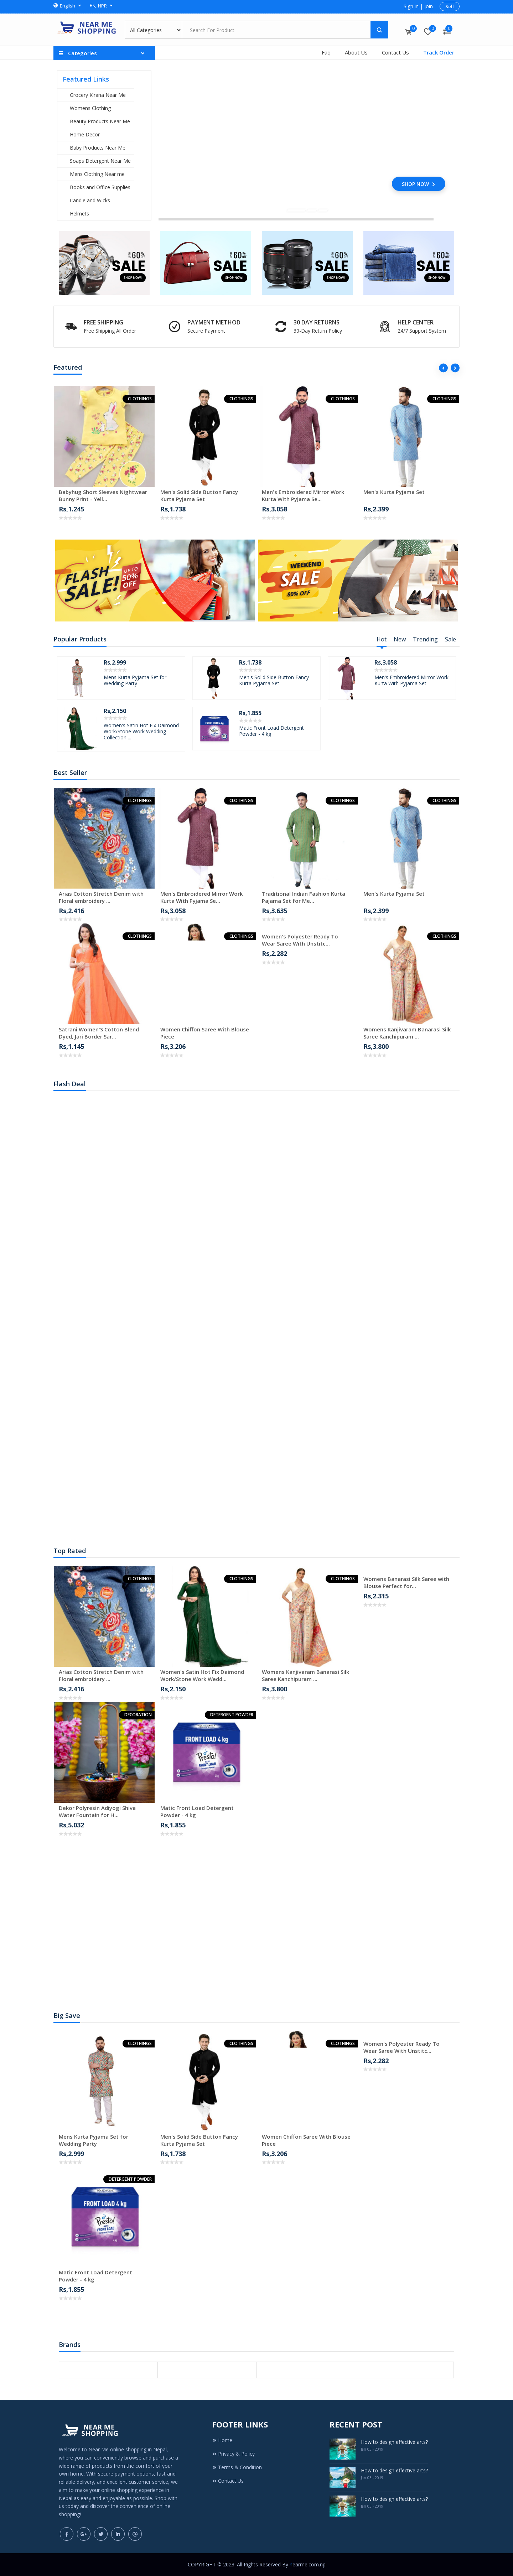 English
Rs, NPR
Sign in | Join
Sell
NEAR ME
SHOPPING
All Categories
Search For Product
0
0
0
Categories
Faq
About Us
Contact Us
Track Order
Featured Links
Grocery Kirana Near Me
Womens Clothing
Beauty Products Near Me
Home Decor
Baby Products Near Me
Soaps Detergent Near Me
Mens Clothing Near me
Books and Office Supplies
Candle and Wicks
Helmets
SHOP NOW
60%
SALE
SHOP NOW
60%
SALE
SHOP NOW
60%
SALE
SHOP NOW
60%
SALE
SHOP NOW
FREE SHIPPING
Free Shipping All Order
PAYMENT METHOD
Secure Payment
30 DAY RETURNS
30-Day Return Policy
HELP CENTER
24/7 Support System
Featured
CLOTHINGS
CLOTHINGS
CLOTHINGS
CLOTHINGS
Babyhug Short Sleeves Nightwear
Bunny Print - Yell...
Rs,1.245
Men's Solid Side Button Fancy
Kurta Pyjama Set
Rs,1.738
Men's Embroidered Mirror Work
Kurta With Pyjama Se...
Rs,3.058
Men's Kurta Pyjama Set
Rs,2.399
FLASH
SALE!
UP TO
50%
OFF
WEEKEND
SALE
80% OFF
Popular Products
Hot
New
Trending
Sale
Rs,2.999
Mens Kurta Pyjama Set for
Wedding Party
Rs,1.738
Men's Solid Side Button Fancy
Kurta Pyjama Set
Rs,3.058
Men's Embroidered Mirror Work
Kurta With Pyjama Set
Rs,2.150
Women's Satin Hot Fix Daimond
Work/Stone Work Wedding
Collection ..
Rs,1.855
Matic Front Load Detergent
Powder - 4 kg
Best Seller
CLOTHINGS
CLOTHINGS
CLOTHINGS
CLOTHINGS
Arias Cotton Stretch Denim with
Floral embroidery ...
Rs,2.416
Men's Embroidered Mirror Work
Kurta With Pyjama Se...
Rs,3.058
Traditional Indian Fashion Kurta
Pajama Set for Me...
Rs,3.635
Men's Kurta Pyjama Set
Rs,2.399
CLOTHINGS
CLOTHINGS
Women's Polyester Ready To
Wear Saree With Unstitc...
Rs,2.282
CLOTHINGS
Satrani Women'S Cotton Blend
Dyed, Jari Border Sar...
Rs,1.145
Women Chiffon Saree With Blouse
Piece
Rs,3.206
Womens Kanjivaram Banarasi Silk
Saree Kanchipuram ...
Rs,3.800
Flash Deal
Top Rated
CLOTHINGS
CLOTHINGS
CLOTHINGS
Womens Banarasi Silk Saree with
Blouse Perfect for...
Rs,2.315
Arias Cotton Stretch Denim with
Floral embroidery ...
Rs,2.416
Women's Satin Hot Fix Daimond
Work/Stone Work Wedd...
Rs,2.150
Womens Kanjivaram Banarasi Silk
Saree Kanchipuram ...
Rs,3.800
DECORATION
DETERGENT POWDER
FRONT LOAD 4 kg
Presto!
Dekor Polyresin Adiyogi Shiva
Water Fountain for H...
Rs,5.032
Matic Front Load Detergent
Powder - 4 kg
Rs,1.855
Big Save
CLOTHINGS
CLOTHINGS
CLOTHINGS
Women's Polyester Ready To
Wear Saree With Unstitc...
Rs,2.282
Mens Kurta Pyjama Set for
Wedding Party
Rs,2.999
Men's Solid Side Button Fancy
Kurta Pyjama Set
Rs,1.738
Women Chiffon Saree With Blouse
Piece
Rs,3.206
DETERGENT POWDER
FRONT LOAD 4 kg
Presto!
Matic Front Load Detergent
Powder - 4 kg
Rs,1.855
Brands
NEAR ME
SHOPPING
Welcome to Near Me online shopping in Nepal,
where you can conveniently browse and purchase a
wide range of products from the comfort of your
own home. With secure payment options, fast and
reliable delivery, and excellent customer service, we
aim to make your online shopping experience in
Nepal as easy and enjoyable as possible. Shop with
us today and discover the convenience of online
shopping!
FOOTER LINKS
Home
Privacy & Policy
Terms & Condition
Contact Us
RECENT POST
How to design effective arts?
Jan 03 - 2019
How to design effective arts?
Jan 03 - 2019
How to design effective arts?
Jan 03 - 2019
COPYRIGHT © 2023. All Rights Reserved By nearme.com.np